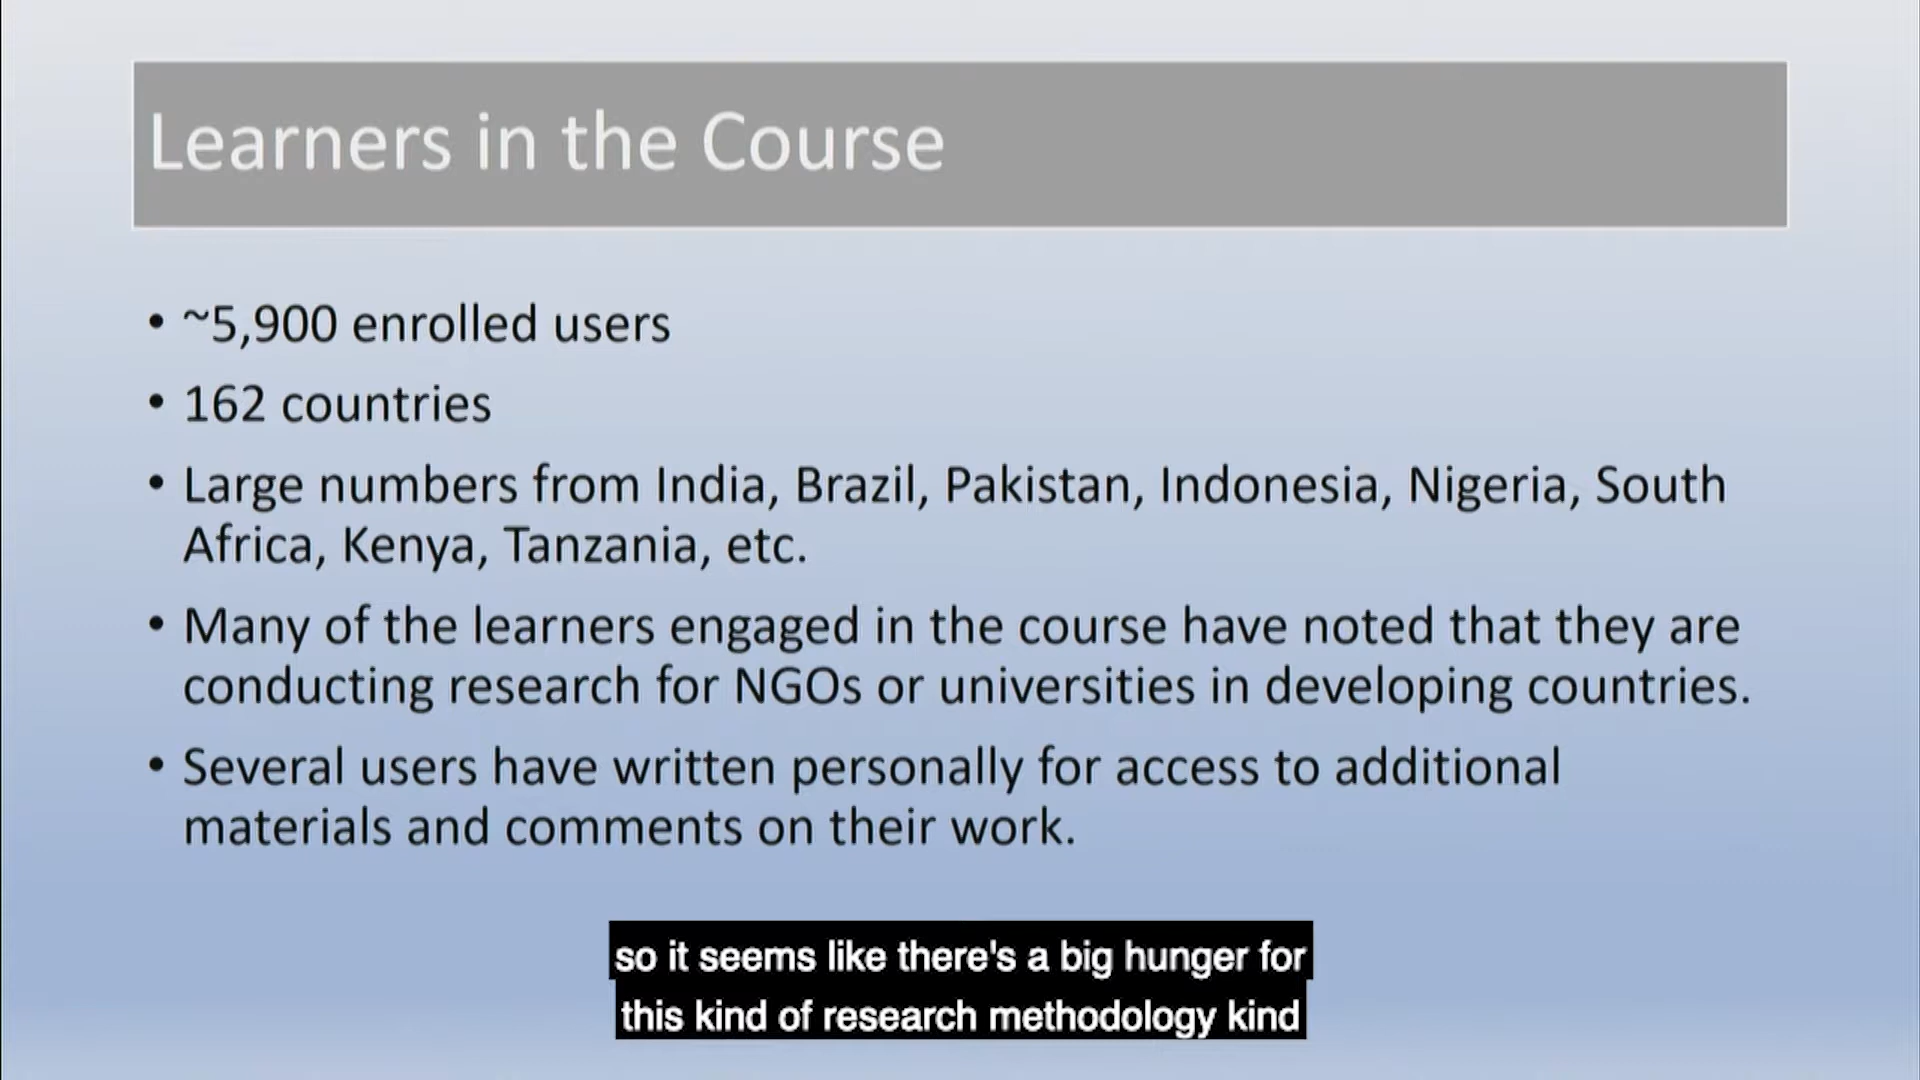 Learners in the Course
• ~5,900 enrolled users
• 162 countries
• Large numbers from India, Brazil, Pakistan, Indonesia, Nigeria, South
Africa, Kenya, Tanzania, etc.
• Many of the learners engaged in the course have noted that they are
conducting research for NGOs or universities in developing countries.
• Several users have written personally for access to additional
materials and comments on their work.
so it seems like there's a big hunger for
this kind of research methodology kind